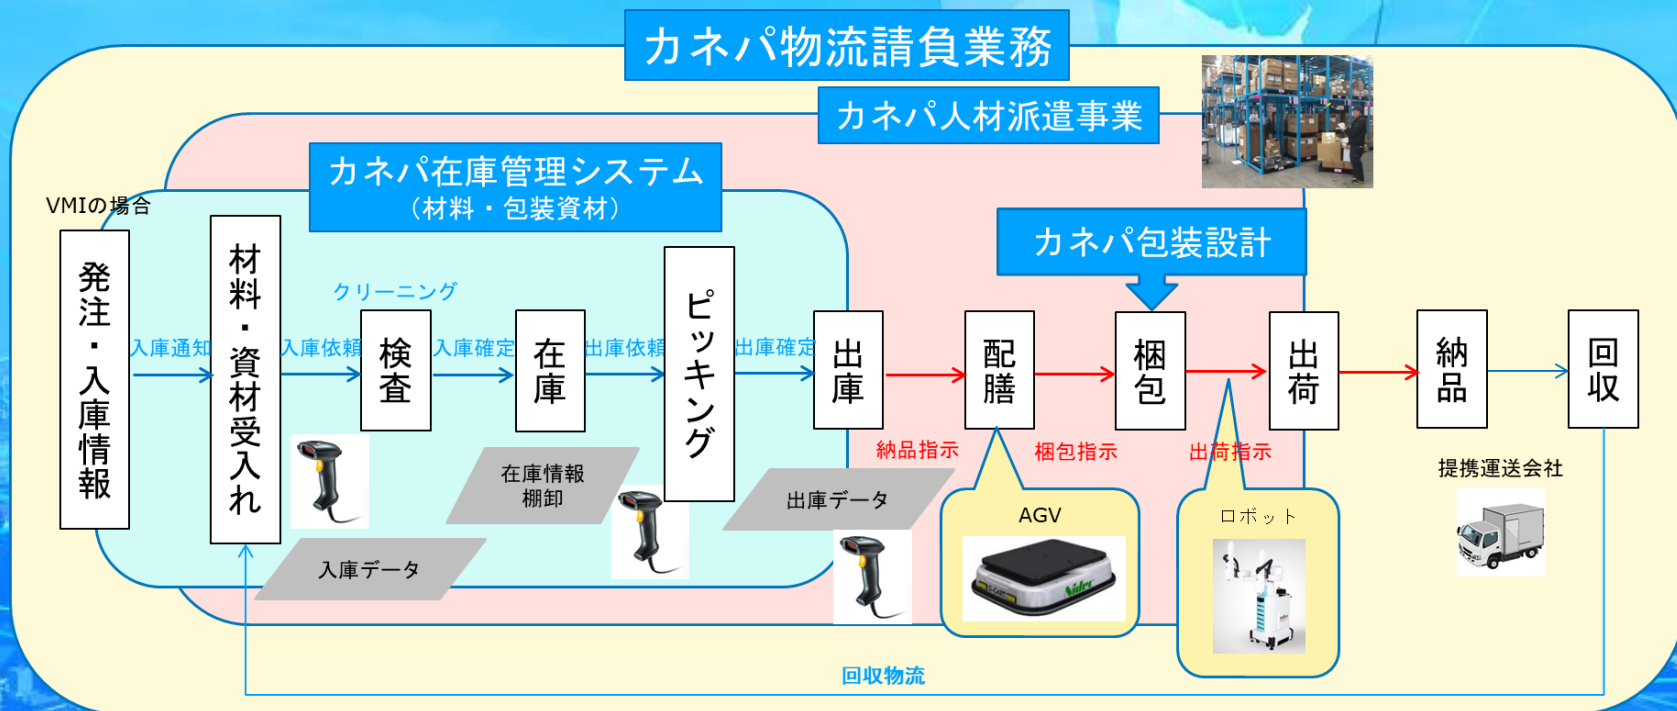 カネパ物流請負業務
カネパ人材派遣事業
カネパ在庫管理システム
（材料・包装資材）
カネパ包装設計
VMIの場合
発注・入庫情報
入庫通知
材料・資材受入れ
入庫依頼
クリーニング
検査
入庫確定
在庫
出庫依頼
ピッキング
出庫確定
出庫
配膳
梱包
出荷
納品
回収
納品指示
梱包指示
出荷指示
提携運送会社
在庫情報
棚卸
出庫データ
入庫データ
AGV
Nidec
ロボット
回収物流